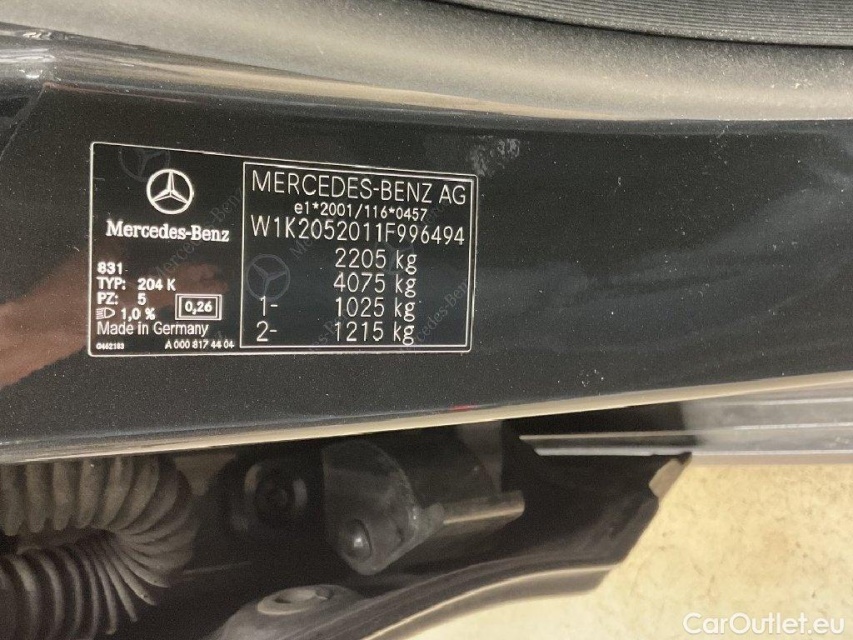 Mercedes-Benz
831
TYP: 204 K
PZ: 5
1,0 % 0,26
Made in Germany
G442183 A 000 817 44 04
MERCEDES-BENZ AG
e1*2001/116*0457
W1K2052011F996494
2205 kg
4075 kg
1- 1025 kg
2- 1215 kg
CarOutlet.eu